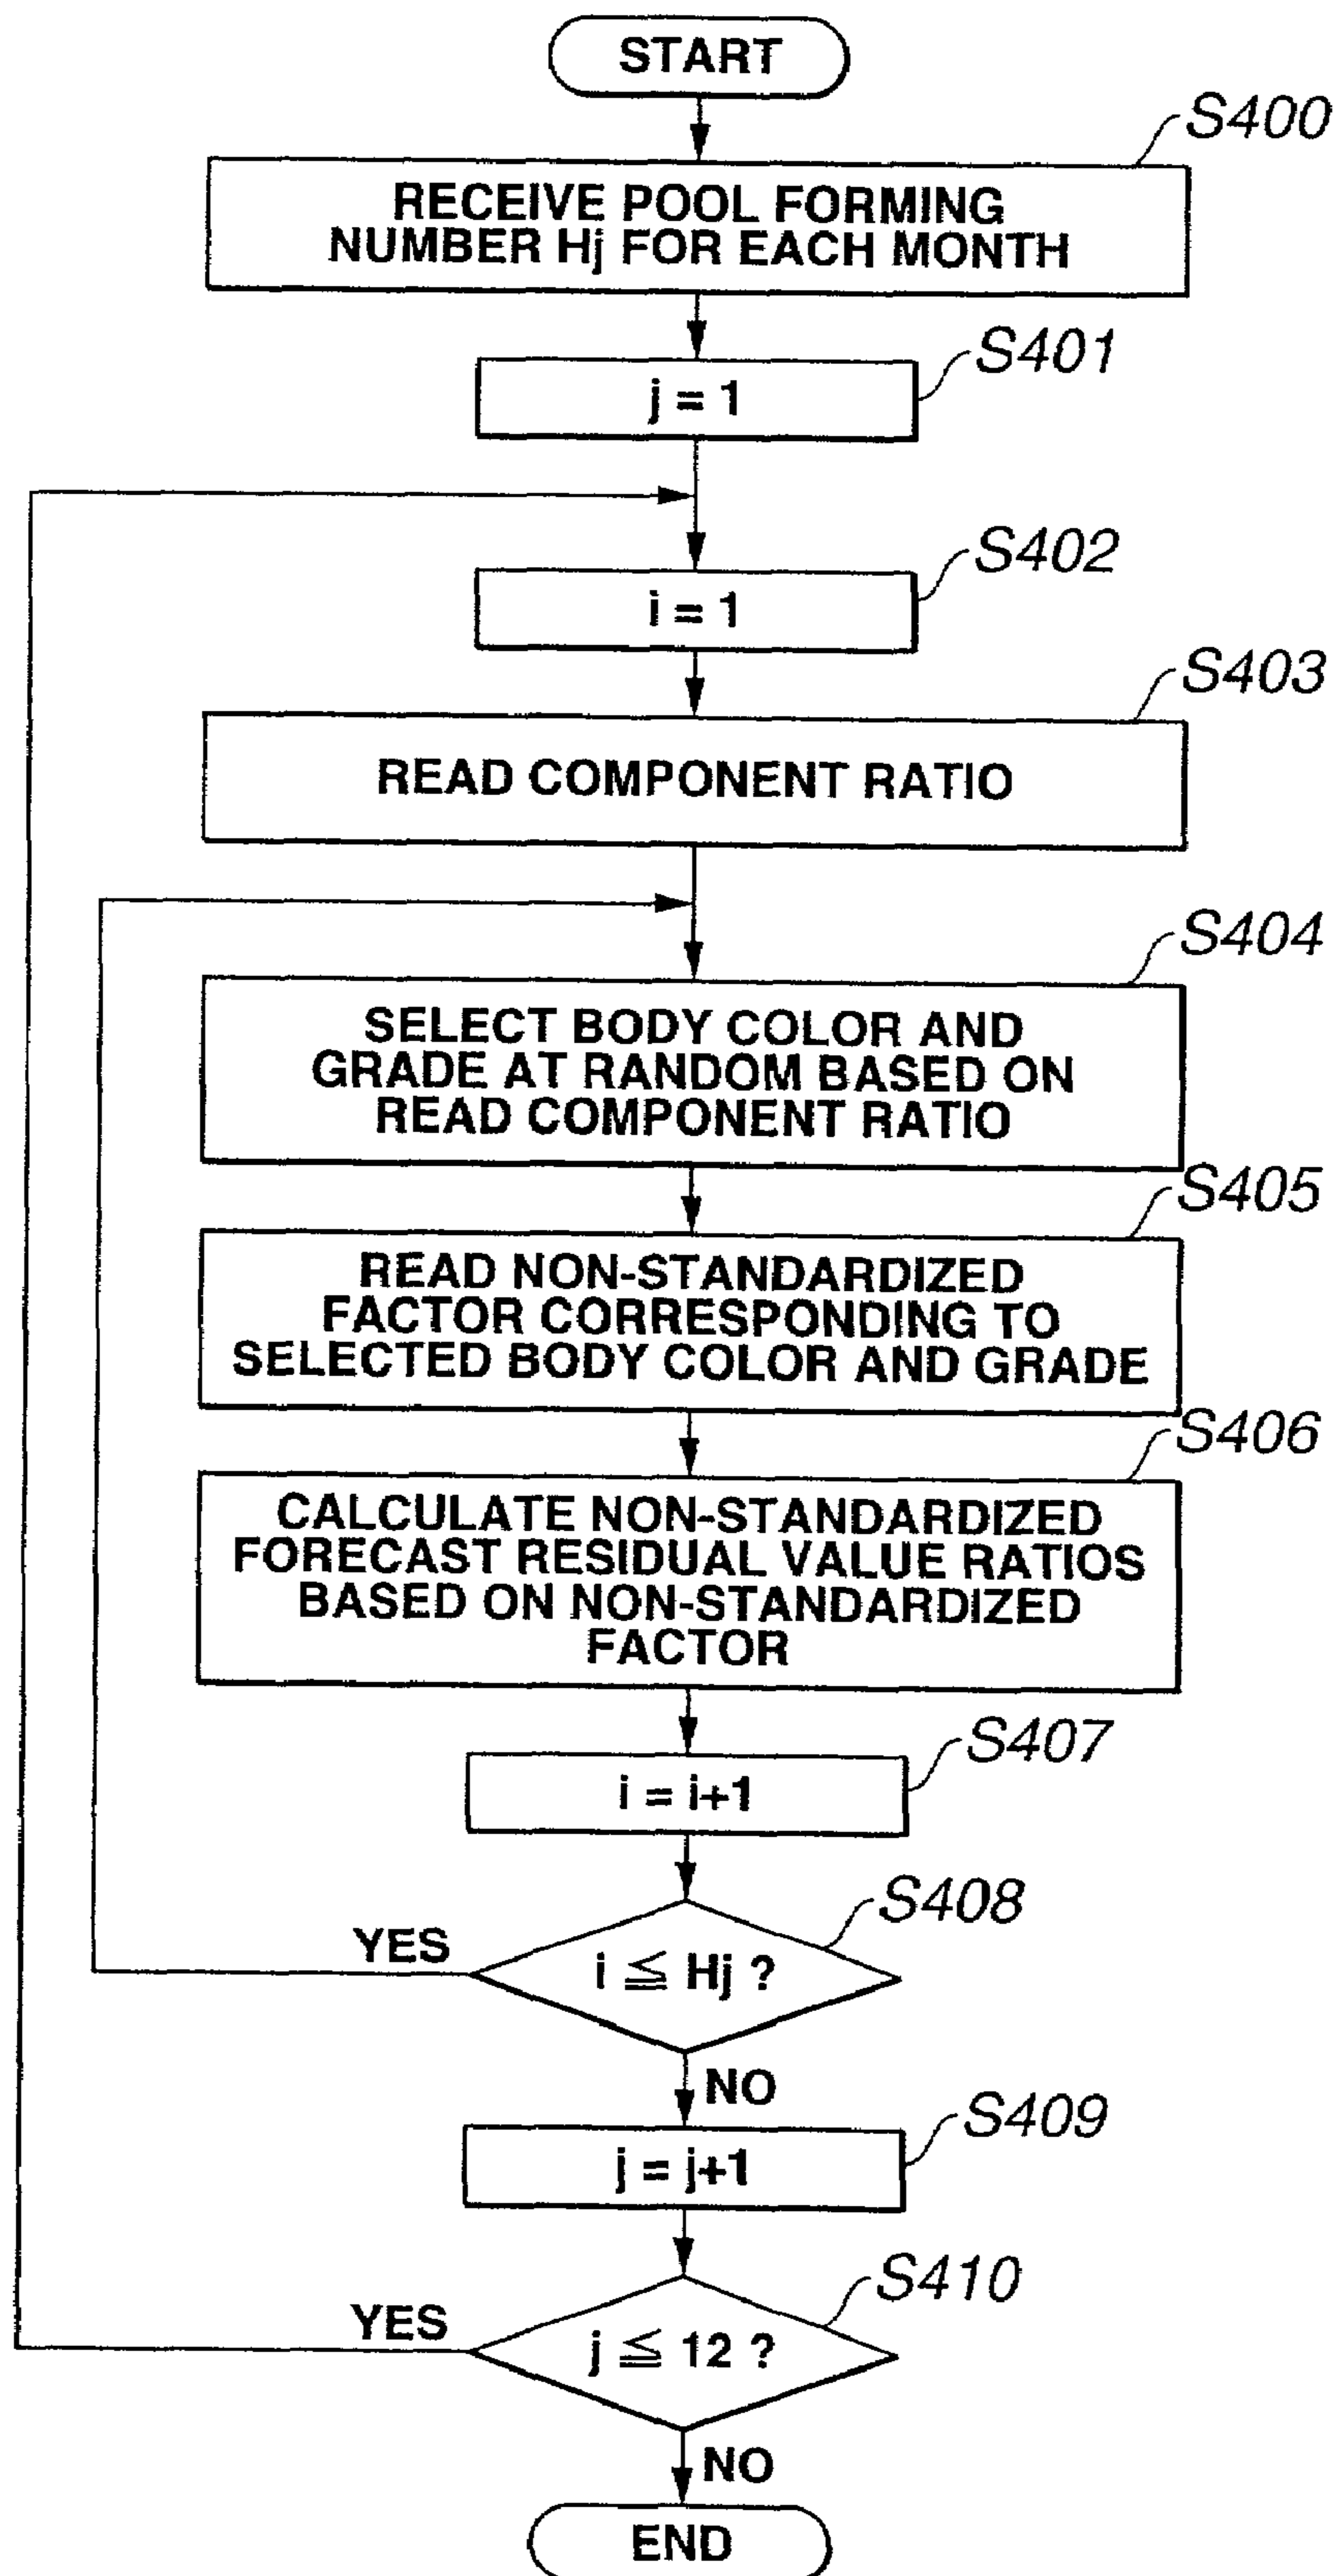 START
S400
RECEIVE POOL FORMING
NUMBER Hj FOR EACH MONTH
S401
j = 1
S402
i = 1
S403
READ COMPONENT RATIO
S404
SELECT BODY COLOR AND
GRADE AT RANDOM BASED ON
READ COMPONENT RATIO
S405
READ NON-STANDARDIZED
FACTOR CORRESPONDING TO
SELECTED BODY COLOR AND GRADE
S406
CALCULATE NON-STANDARDIZED
FORECAST RESIDUAL VALUE RATIOS
BASED ON NON-STANDARDIZED
FACTOR
S407
i = i+1
S408
YES
i ≦ Hj ?
NO
S409
j = j+1
S410
YES
j ≦ 12 ?
NO
END